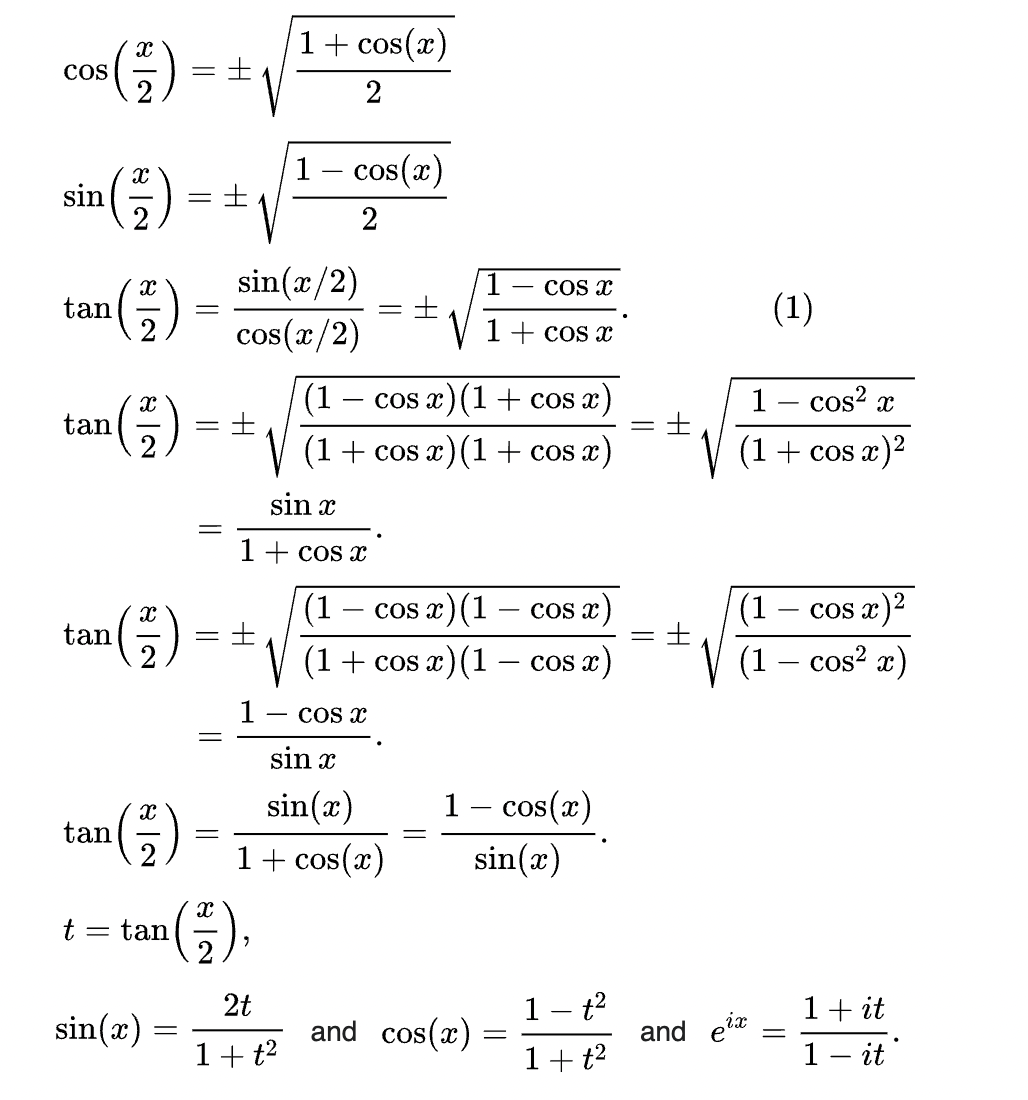 cos(x/2) = ± √((1 + cos(x))/2)
sin(x/2) = ± √((1 − cos(x))/2)
tan(x/2) = sin(x/2)/cos(x/2) = ± √((1 − cos x)/(1 + cos x)). (1)
tan(x/2) = ± √(((1 − cos x)(1 + cos x))/((1 + cos x)(1 + cos x))) = ± √((1 − cos² x)/(1 + cos x)²)
= sin x/(1 + cos x).
tan(x/2) = ± √(((1 − cos x)(1 − cos x))/((1 + cos x)(1 − cos x))) = ± √((1 − cos x)²/(1 − cos² x))
= (1 − cos x)/sin x.
tan(x/2) = sin(x)/(1 + cos(x)) = (1 − cos(x))/sin(x).
t = tan(x/2),
sin(x) = 2t/(1 + t²) and cos(x) = (1 − t²)/(1 + t²) and e^{ix} = (1 + it)/(1 − it).